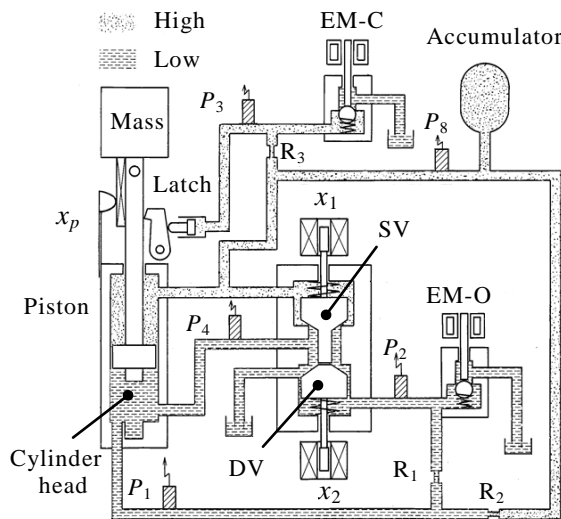 High
Low
EM-C
Accumulator
Mass
P3
R3
P8
Latch
xp
x1
SV
Piston
P4
EM-O
P2
Cylinder
head
DV
P1
x2
R1
R2